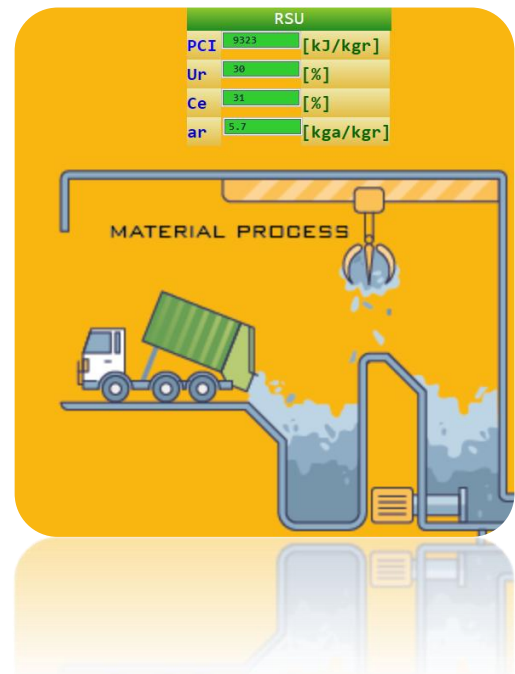 RSU
PCI 9323 [kJ/kgr]
Ur 30 [%]
Ce 31 [%]
ar 5.7 [kga/kgr]
MATERIAL PROCESS